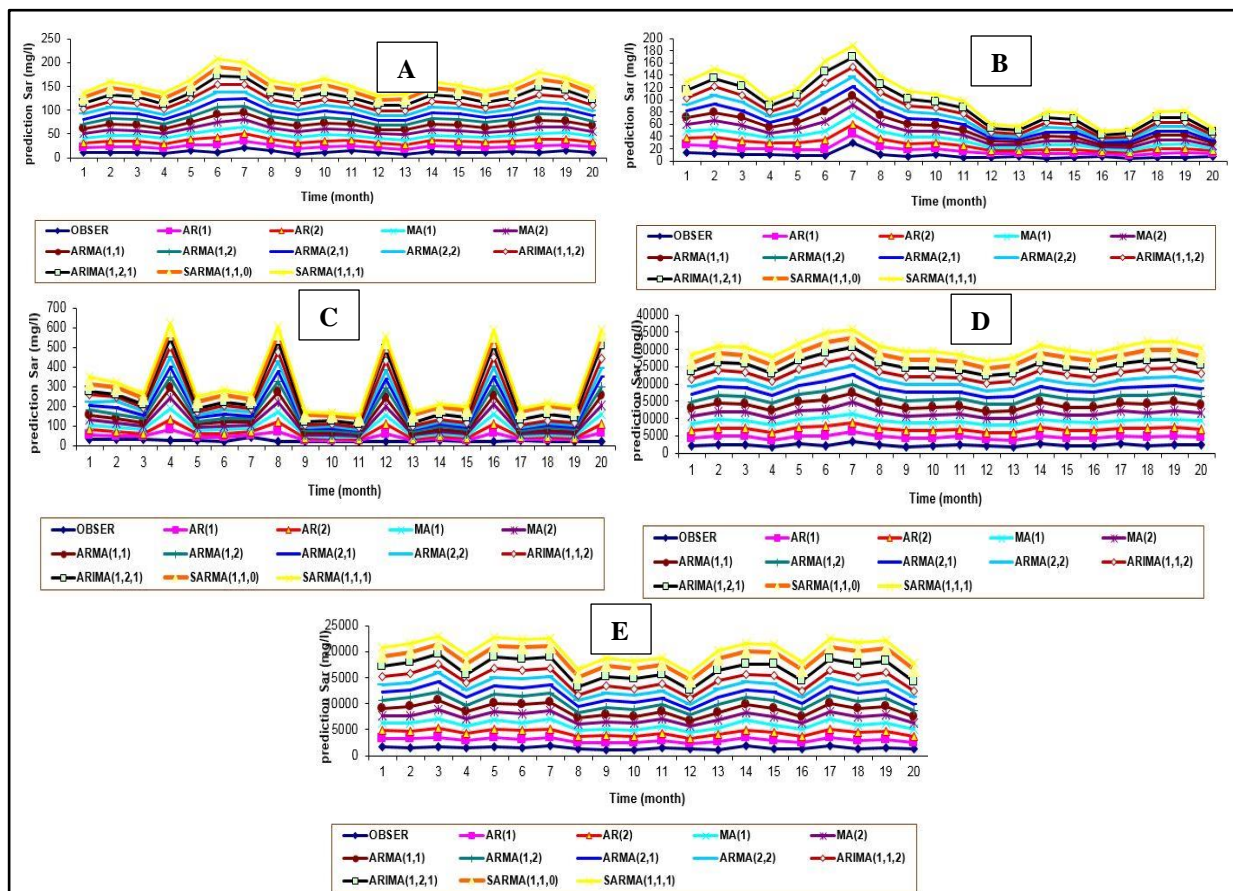 A
prediction Sar (mg/l)
250
200
150
100
50
0
1 2 3 4 5 6 7 8 9 10 11 12 13 14 15 16 17 18 19 20
Time (month)
OBSER AR(1) AR(2) MA(1) MA(2)
ARMA(1,1) ARMA(1,2) ARMA(2,1) ARMA(2,2) ARIMA(1,1,2)
ARIMA(1,2,1) SARMA(1,1,0) SARMA(1,1,1)
B
prediction Sar (mg/l)
200
180
160
140
120
100
80
60
40
20
0
1 2 3 4 5 6 7 8 9 10 11 12 13 14 15 16 17 18 19 20
Time (month)
OBSER AR(1) AR(2) MA(1) MA(2)
ARMA(1,1) ARMA(1,2) ARMA(2,1) ARMA(2,2) ARIMA(1,1,2)
ARIMA(1,2,1) SARMA(1,1,0) SARMA(1,1,1)
C
prediction Sar (mg/l)
700
600
500
400
300
200
100
0
1 2 3 4 5 6 7 8 9 10 11 12 13 14 15 16 17 18 19 20
Time (month)
OBSER AR(1) AR(2) MA(1) MA(2)
ARMA(1,1) ARMA(1,2) ARMA(2,1) ARMA(2,2) ARIMA(1,1,2)
ARIMA(1,2,1) SARMA(1,1,0) SARMA(1,1,1)
D
prediction Sar (mg/l)
40000
35000
30000
25000
20000
15000
10000
5000
0
1 2 3 4 5 6 7 8 9 10 11 12 13 14 15 16 17 18 19 20
Time (month)
OBSER AR(1) AR(2) MA(1) MA(2)
ARMA(1,1) ARMA(1,2) ARMA(2,1) ARMA(2,2) ARIMA(1,1,2)
ARIMA(1,2,1) SARMA(1,1,0) SARMA(1,1,1)
E
prediction Sar (mg/l)
25000
20000
15000
10000
5000
0
1 2 3 4 5 6 7 8 9 10 11 12 13 14 15 16 17 18 19 20
Time (month)
OBSER AR(1) AR(2) MA(1) MA(2)
ARMA(1,1) ARMA(1,2) ARMA(2,1) ARMA(2,2) ARIMA(1,1,2)
ARIMA(1,2,1) SARMA(1,1,0) SARMA(1,1,1)